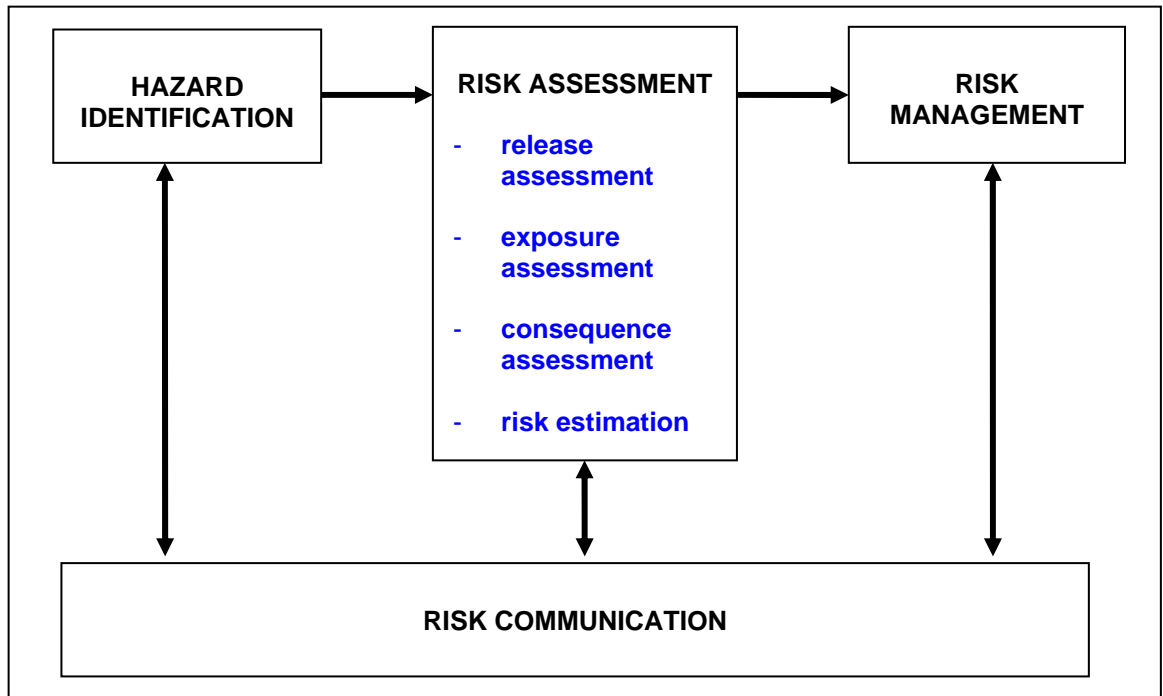 HAZARD
IDENTIFICATION
RISK ASSESSMENT
- release
assessment
- exposure
assessment
- consequence
assessment
- risk estimation
RISK
MANAGEMENT
RISK COMMUNICATION